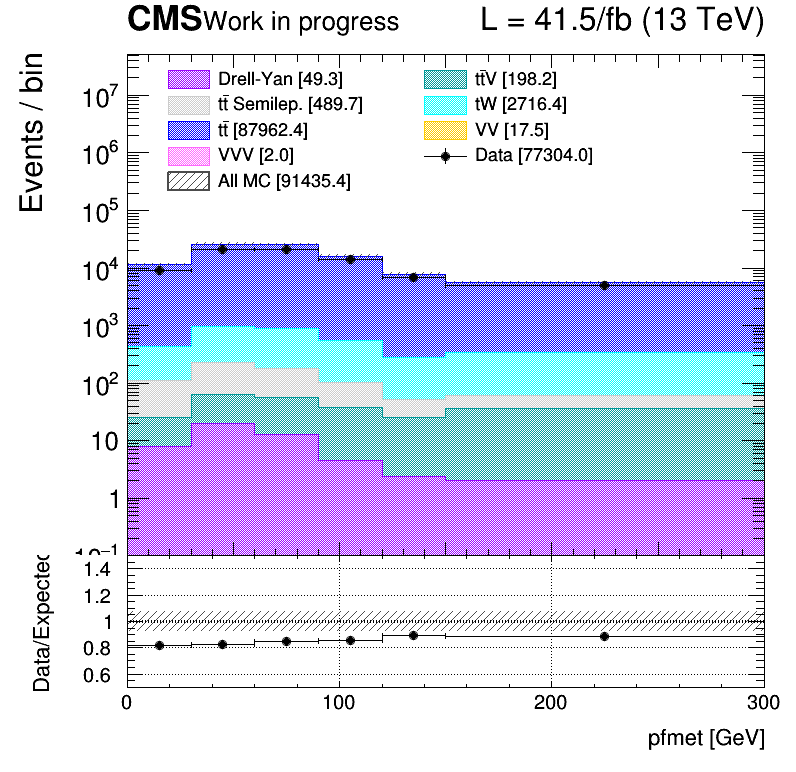 CMS Work in progress L = 41.5/fb (13 TeV)
Events / bin
Drell-Yan [49.3] tt̄V [198.2]
tt̄ Semilep. [489.7] tW [2716.4]
tt̄ [87962.4] VV [17.5]
VVV [2.0] Data [77304.0]
All MC [91435.4]
10⁷
10⁶
10⁵
10⁴
10³
10²
10
1
10⁻¹
Data/Expected
1.4
1.2
1
0.8
0.6
0 100 200 300
pfmet [GeV]